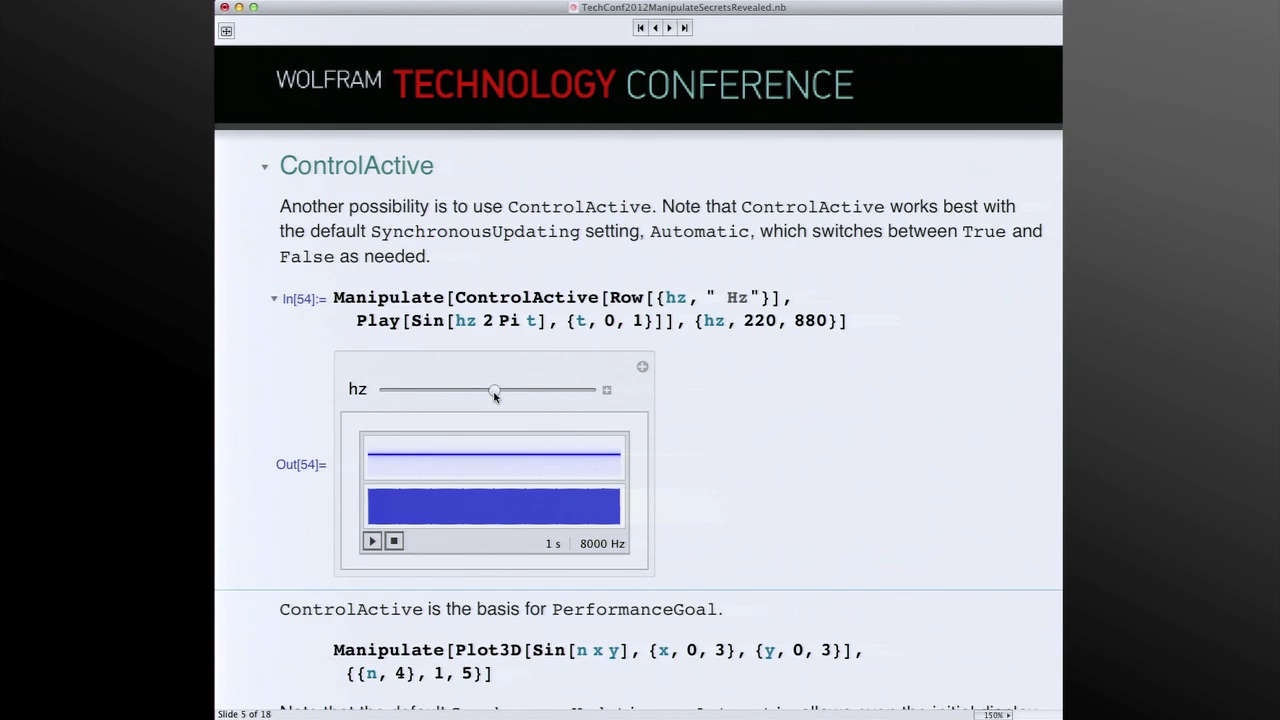 TechConf2012ManipulateSecretsRevealed.nb
WOLFRAM TECHNOLOGY CONFERENCE
ControlActive
Another possibility is to use ControlActive. Note that ControlActive works best with
the default SynchronousUpdating setting, Automatic, which switches between True and
False as needed.
In[54]:= Manipulate[ControlActive[Row[{hz, " Hz"}],
Play[Sin[hz 2 Pi t], {t, 0, 1}]], {hz, 220, 880}]
hz
Out[54]=
1 s | 8000 Hz
ControlActive is the basis for PerformanceGoal.
Manipulate[Plot3D[Sin[n x y], {x, 0, 3}, {y, 0, 3}],
{{n, 4}, 1, 5}]
Slide 5 of 18
150%